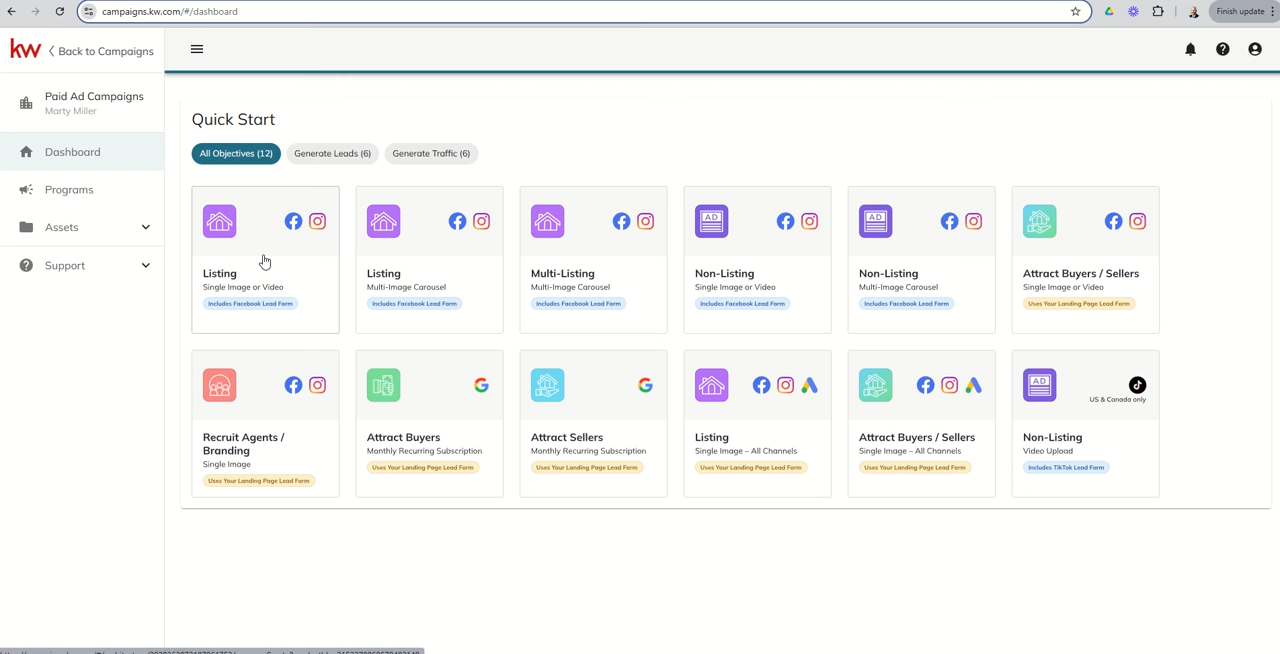 campaigns.kw.com/#/dashboard
Finish update
kw
Back to Campaigns
Paid Ad Campaigns
Marty Miller
Dashboard
Programs
Assets
Support
Quick Start
All Objectives (12)
Generate Leads (6)
Generate Traffic (6)
Listing
Single Image or Video
Includes Facebook Lead Form
Listing
Multi-Image Carousel
Includes Facebook Lead Form
Multi-Listing
Multi-Image Carousel
Includes Facebook Lead Form
AD
Non-Listing
Single Image or Video
Includes Facebook Lead Form
AD
Non-Listing
Multi-Image Carousel
Includes Facebook Lead Form
Attract Buyers / Sellers
Single Image or Video
Uses Your Landing Page Lead Form
Recruit Agents /
Branding
Single Image
Uses Your Landing Page Lead Form
Attract Buyers
Monthly Recurring Subscription
Uses Your Landing Page Lead Form
Attract Sellers
Monthly Recurring Subscription
Uses Your Landing Page Lead Form
Listing
Single Image – All Channels
Uses Your Landing Page Lead Form
Attract Buyers / Sellers
Single Image – All Channels
Uses Your Landing Page Lead Form
AD
US & Canada only
Non-Listing
Video Upload
Includes TikTok Lead Form